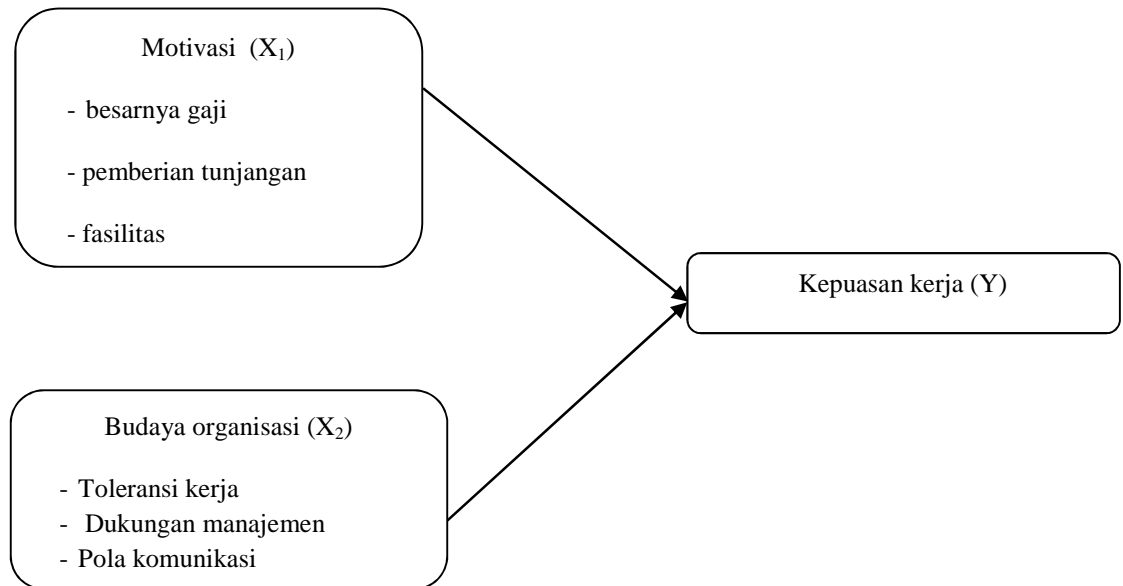 Motivasi (X₁)
- besarnya gaji
- pemberian tunjangan
- fasilitas
Kepuasan kerja (Y)
Budaya organisasi (X₂)
- Toleransi kerja
- Dukungan manajemen
- Pola komunikasi